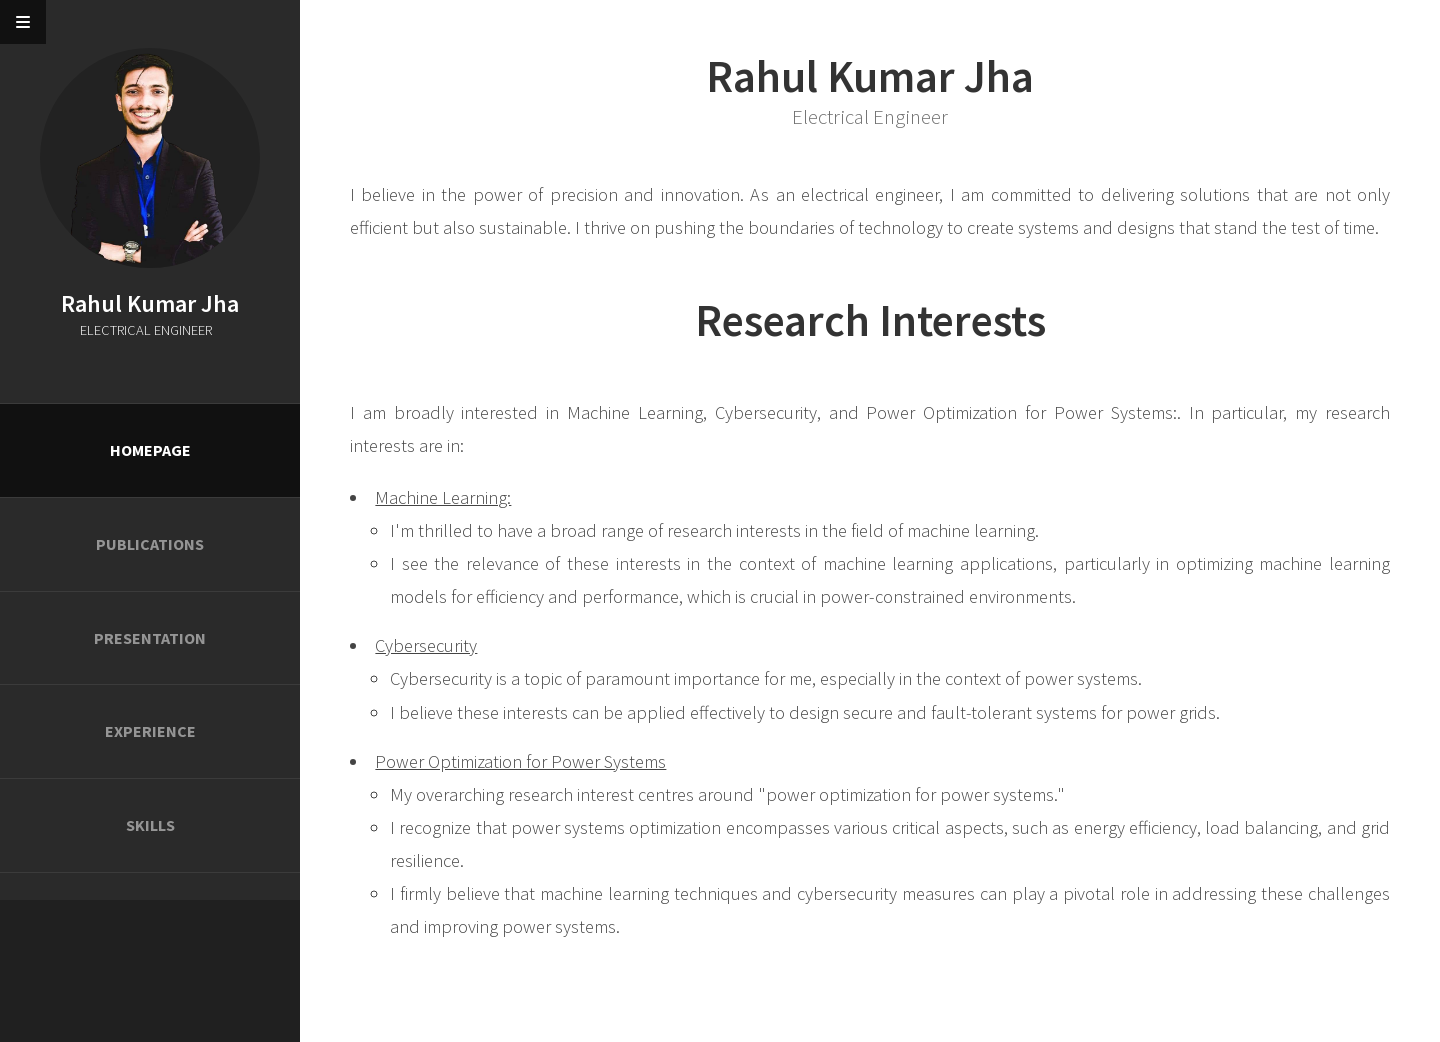 Rahul Kumar Jha
ELECTRICAL ENGINEER
HOMEPAGE
PUBLICATIONS
PRESENTATION
EXPERIENCE
SKILLS
Rahul Kumar Jha
Electrical Engineer
I believe in the power of precision and innovation. As an electrical engineer, I am committed to delivering solutions that are not only
efficient but also sustainable. I thrive on pushing the boundaries of technology to create systems and designs that stand the test of time.
Research Interests
I am broadly interested in Machine Learning, Cybersecurity, and Power Optimization for Power Systems:. In particular, my research
interests are in:
Machine Learning:
I'm thrilled to have a broad range of research interests in the field of machine learning.
I see the relevance of these interests in the context of machine learning applications, particularly in optimizing machine learning
models for efficiency and performance, which is crucial in power-constrained environments.
Cybersecurity
Cybersecurity is a topic of paramount importance for me, especially in the context of power systems.
I believe these interests can be applied effectively to design secure and fault-tolerant systems for power grids.
Power Optimization for Power Systems
My overarching research interest centres around "power optimization for power systems."
I recognize that power systems optimization encompasses various critical aspects, such as energy efficiency, load balancing, and grid
resilience.
I firmly believe that machine learning techniques and cybersecurity measures can play a pivotal role in addressing these challenges
and improving power systems.